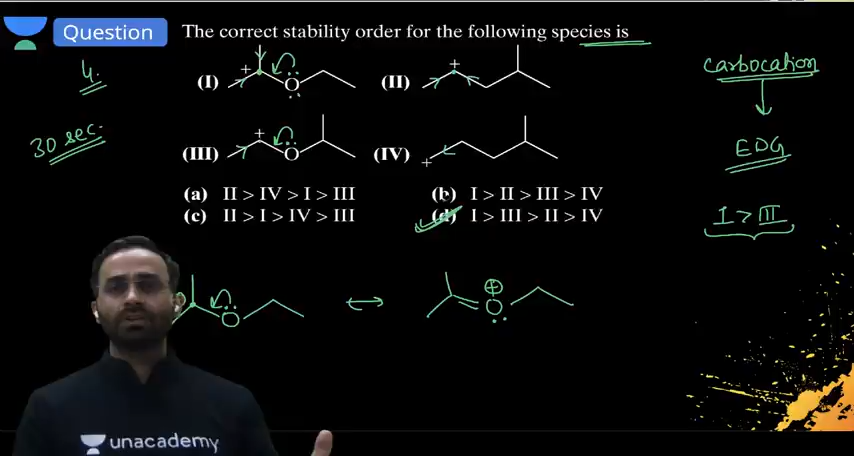 Question
The correct stability order for the following species is
4.
30 sec.
(I) + O
(II) +
(III) + O
(IV) +
(a) II > IV > I > III
(b) I > II > III > IV
(c) II > I > IV > III
(d) I > III > II > IV
carbocation
EDG
I > III
O
⊕
O
unacademy